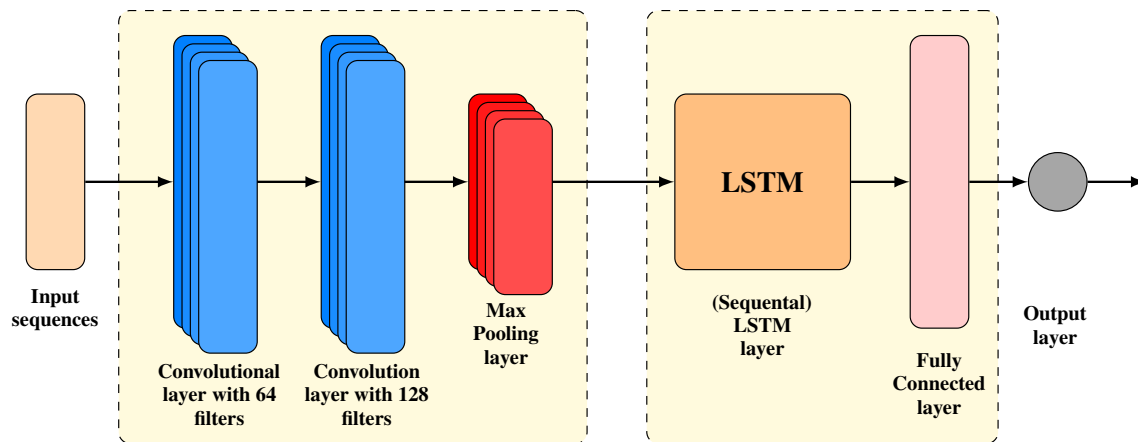 Input
sequences
Convolutional
layer with 64
filters
Convolution
layer with 128
filters
Max
Pooling
layer
LSTM
(Sequental)
LSTM
layer
Fully
Connected
layer
Output
layer